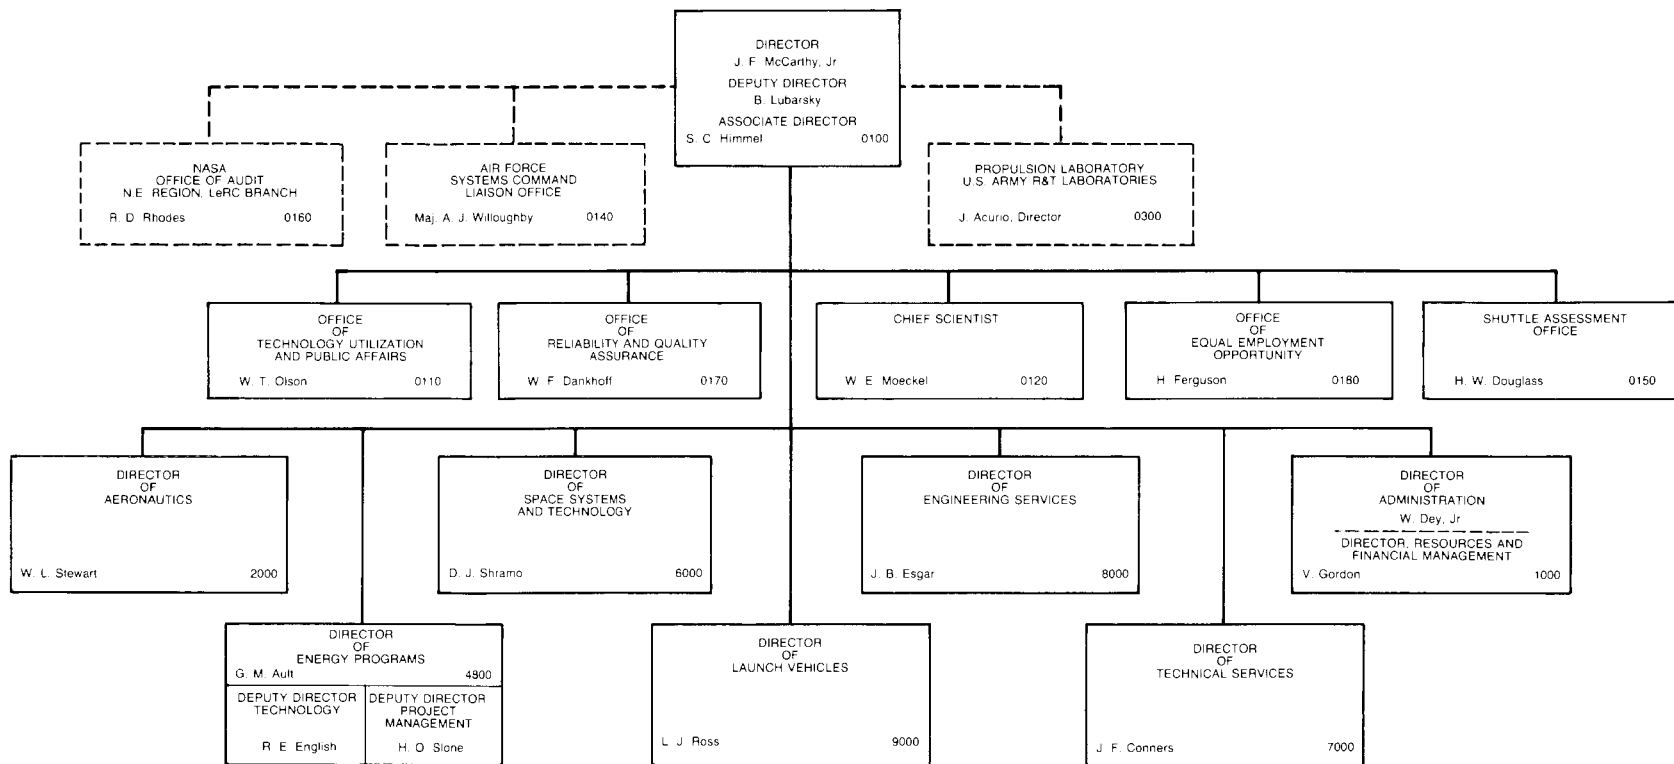 DIRECTOR
J. F. McCarthy, Jr
DEPUTY DIRECTOR
B. Lubarsky
ASSOCIATE DIRECTOR
S. C Himmel 0100
NASA
OFFICE OF AUDIT
N.E. REGION, LeRC BRANCH
R. D. Rhodes 0160
AIR FORCE
SYSTEMS COMMAND
LIAISON OFFICE
Maj. A. J. Willoughby 0140
PROPULSION LABORATORY
U.S. ARMY R&T LABORATORIES
J. Acurio, Director 0300
OFFICE
OF
TECHNOLOGY UTILIZATION
AND PUBLIC AFFAIRS
W. T. Olson 0110
OFFICE
OF
RELIABILITY AND QUALITY
ASSURANCE
W. F. Dankhoff 0170
CHIEF SCIENTIST
W. E. Moeckel 0120
OFFICE
OF
EQUAL EMPLOYMENT
OPPORTUNITY
H. Ferguson 0180
SHUTTLE ASSESSMENT
OFFICE
H. W. Douglass 0150
DIRECTOR
OF
AERONAUTICS
W. L. Stewart 2000
DIRECTOR
OF
SPACE SYSTEMS
AND TECHNOLOGY
D. J. Shramo 6000
DIRECTOR
OF
ENGINEERING SERVICES
J. B. Esgar 8000
DIRECTOR
OF
ADMINISTRATION
W. Dey, Jr
DIRECTOR, RESOURCES AND
FINANCIAL MANAGEMENT
V. Gordon 1000
DIRECTOR
OF
ENERGY PROGRAMS
G. M. Ault 4800
DEPUTY DIRECTOR
TECHNOLOGY
R. E. English
DEPUTY DIRECTOR
PROJECT
MANAGEMENT
H. O. Slone
DIRECTOR
OF
LAUNCH VEHICLES
L. J. Ross 9000
DIRECTOR
OF
TECHNICAL SERVICES
J. F. Conners 7000